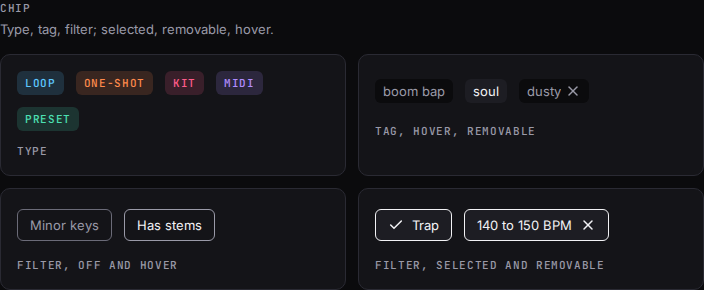 CHIP
Type, tag, filter; selected, removable, hover.
LOOP ONE-SHOT KIT MIDI
PRESET
TYPE
boom bap soul dusty
TAG, HOVER, REMOVABLE
Minor keys Has stems
FILTER, OFF AND HOVER
Trap 140 to 150 BPM
FILTER, SELECTED AND REMOVABLE